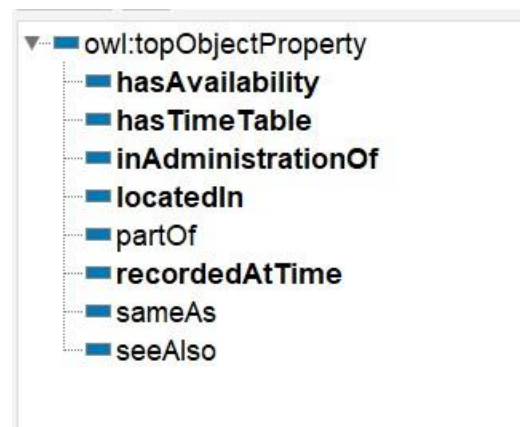 owl:topObjectProperty
hasAvailability
hasTimeTable
inAdministrationOf
locatedIn
partOf
recordedAtTime
sameAs
seeAlso